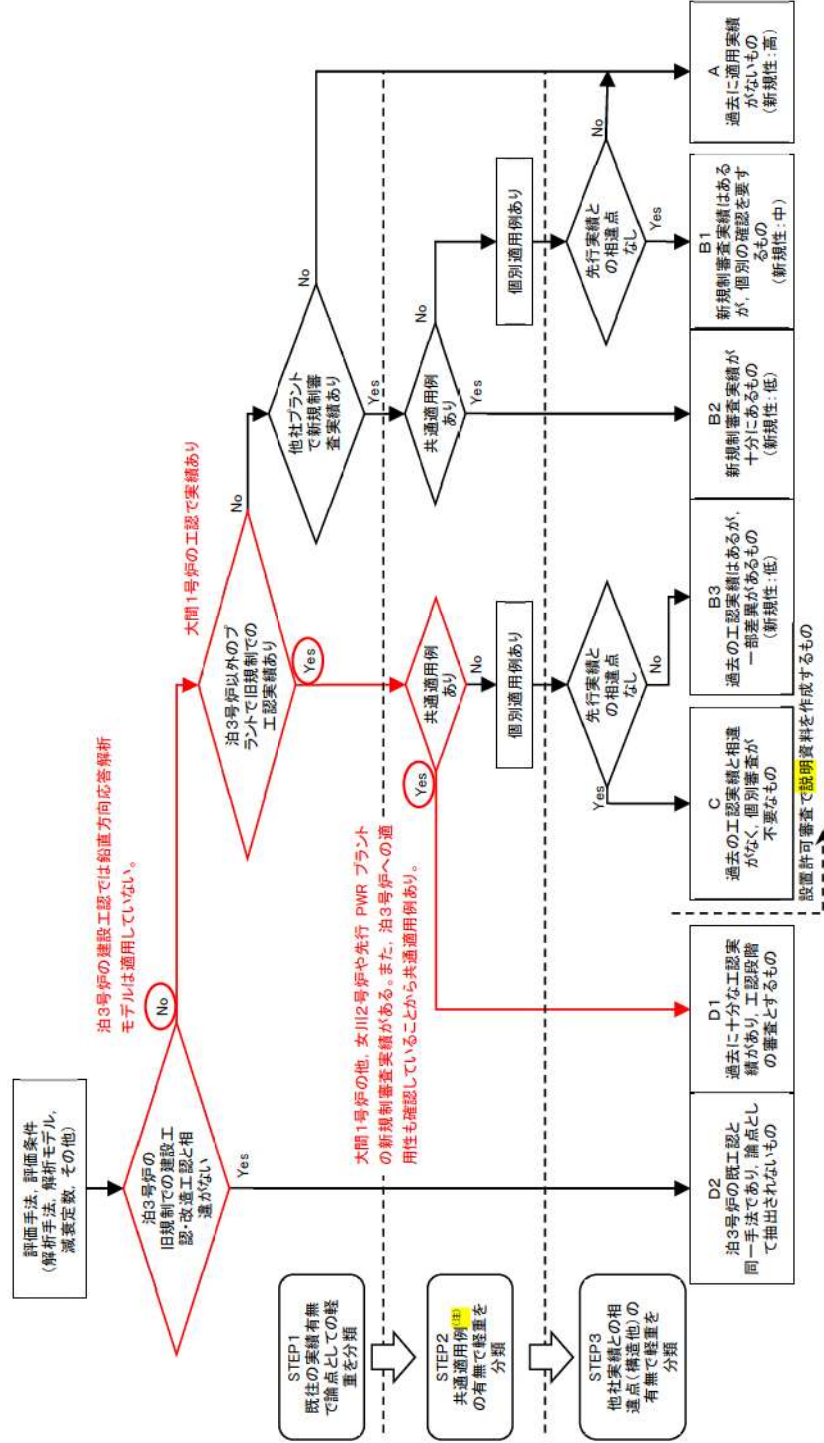 評価手法，評価条件
(解析手法，解析モデル，
減衰定数，その他)
泊3号炉の
旧規制での建設工
認・改造工認と相
違がない
No
Yes
泊3号炉の建設工認では鉛直方向応答解析
モデルは適用していない。
泊3号炉以外のプ
ラントで旧規制での
工認実績あり
No
Yes
大間1号炉の工認で実績あり
他社プラント
で新規制審
査実績あり
No
Yes
STEP1
既往の実績有無
で論点としての軽
重を分類
大間1号炉の他，女川2号炉や先行 PWR プラント
の新規制審査実績がある。また，泊3号炉への適
用性も確認していることから共通適用例あり。
共通適用例
あり
Yes
No
個別適用例あり
共通適用例
あり
No
Yes
個別適用例あり
STEP2
共通適用例(注)
の有無で軽重を
分類
先行実績と
の相違点
なし
Yes
No
先行実績と
の相違点
なし
No
Yes
STEP3
他社実績との相
違点(構造他)の
有無で軽重を
分類
D2
泊3号炉の既工認と
同一手法であり，論点とし
て抽出されないもの
D1
過去に十分な工認実
績があり，工認段階
の審査とするもの
C
過去の工認実績と相違
がなく，個別審査が
不要なもの
B3
過去の工認実績はあるが，
一部差異があるもの
(新規性：低)
B2
新規制審査実績が
十分にあるもの
(新規性：低)
B1
新規制審査実績はある
が，個別の確認を要す
るもの
(新規性：中)
A
過去に適用実績
がないもの
(新規性：高)
設置許可審査で説明資料を作成するもの